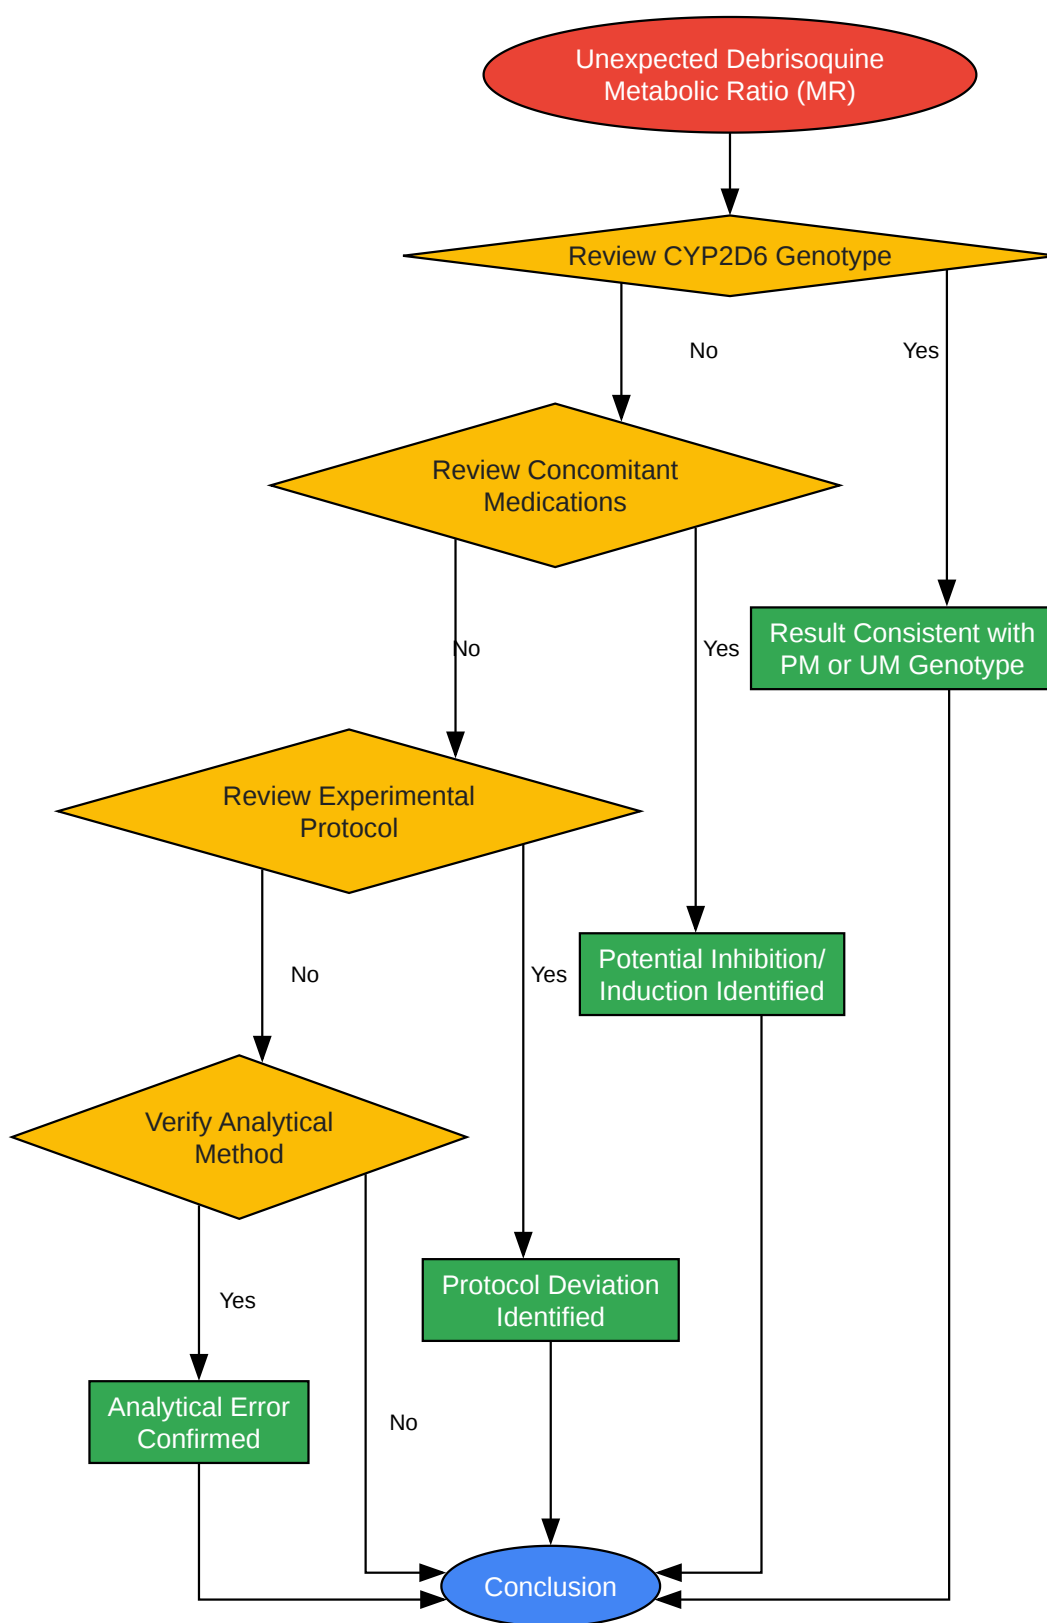 Unexpected Debrisoquine
Metabolic Ratio (MR)
Review CYP2D6 Genotype
No
Yes
Review Concomitant
Medications
No
Yes
Result Consistent with
PM or UM Genotype
Review Experimental
Protocol
No
Yes
Potential Inhibition/
Induction Identified
Verify Analytical
Method
Yes
No
Protocol Deviation
Identified
Analytical Error
Confirmed
Conclusion